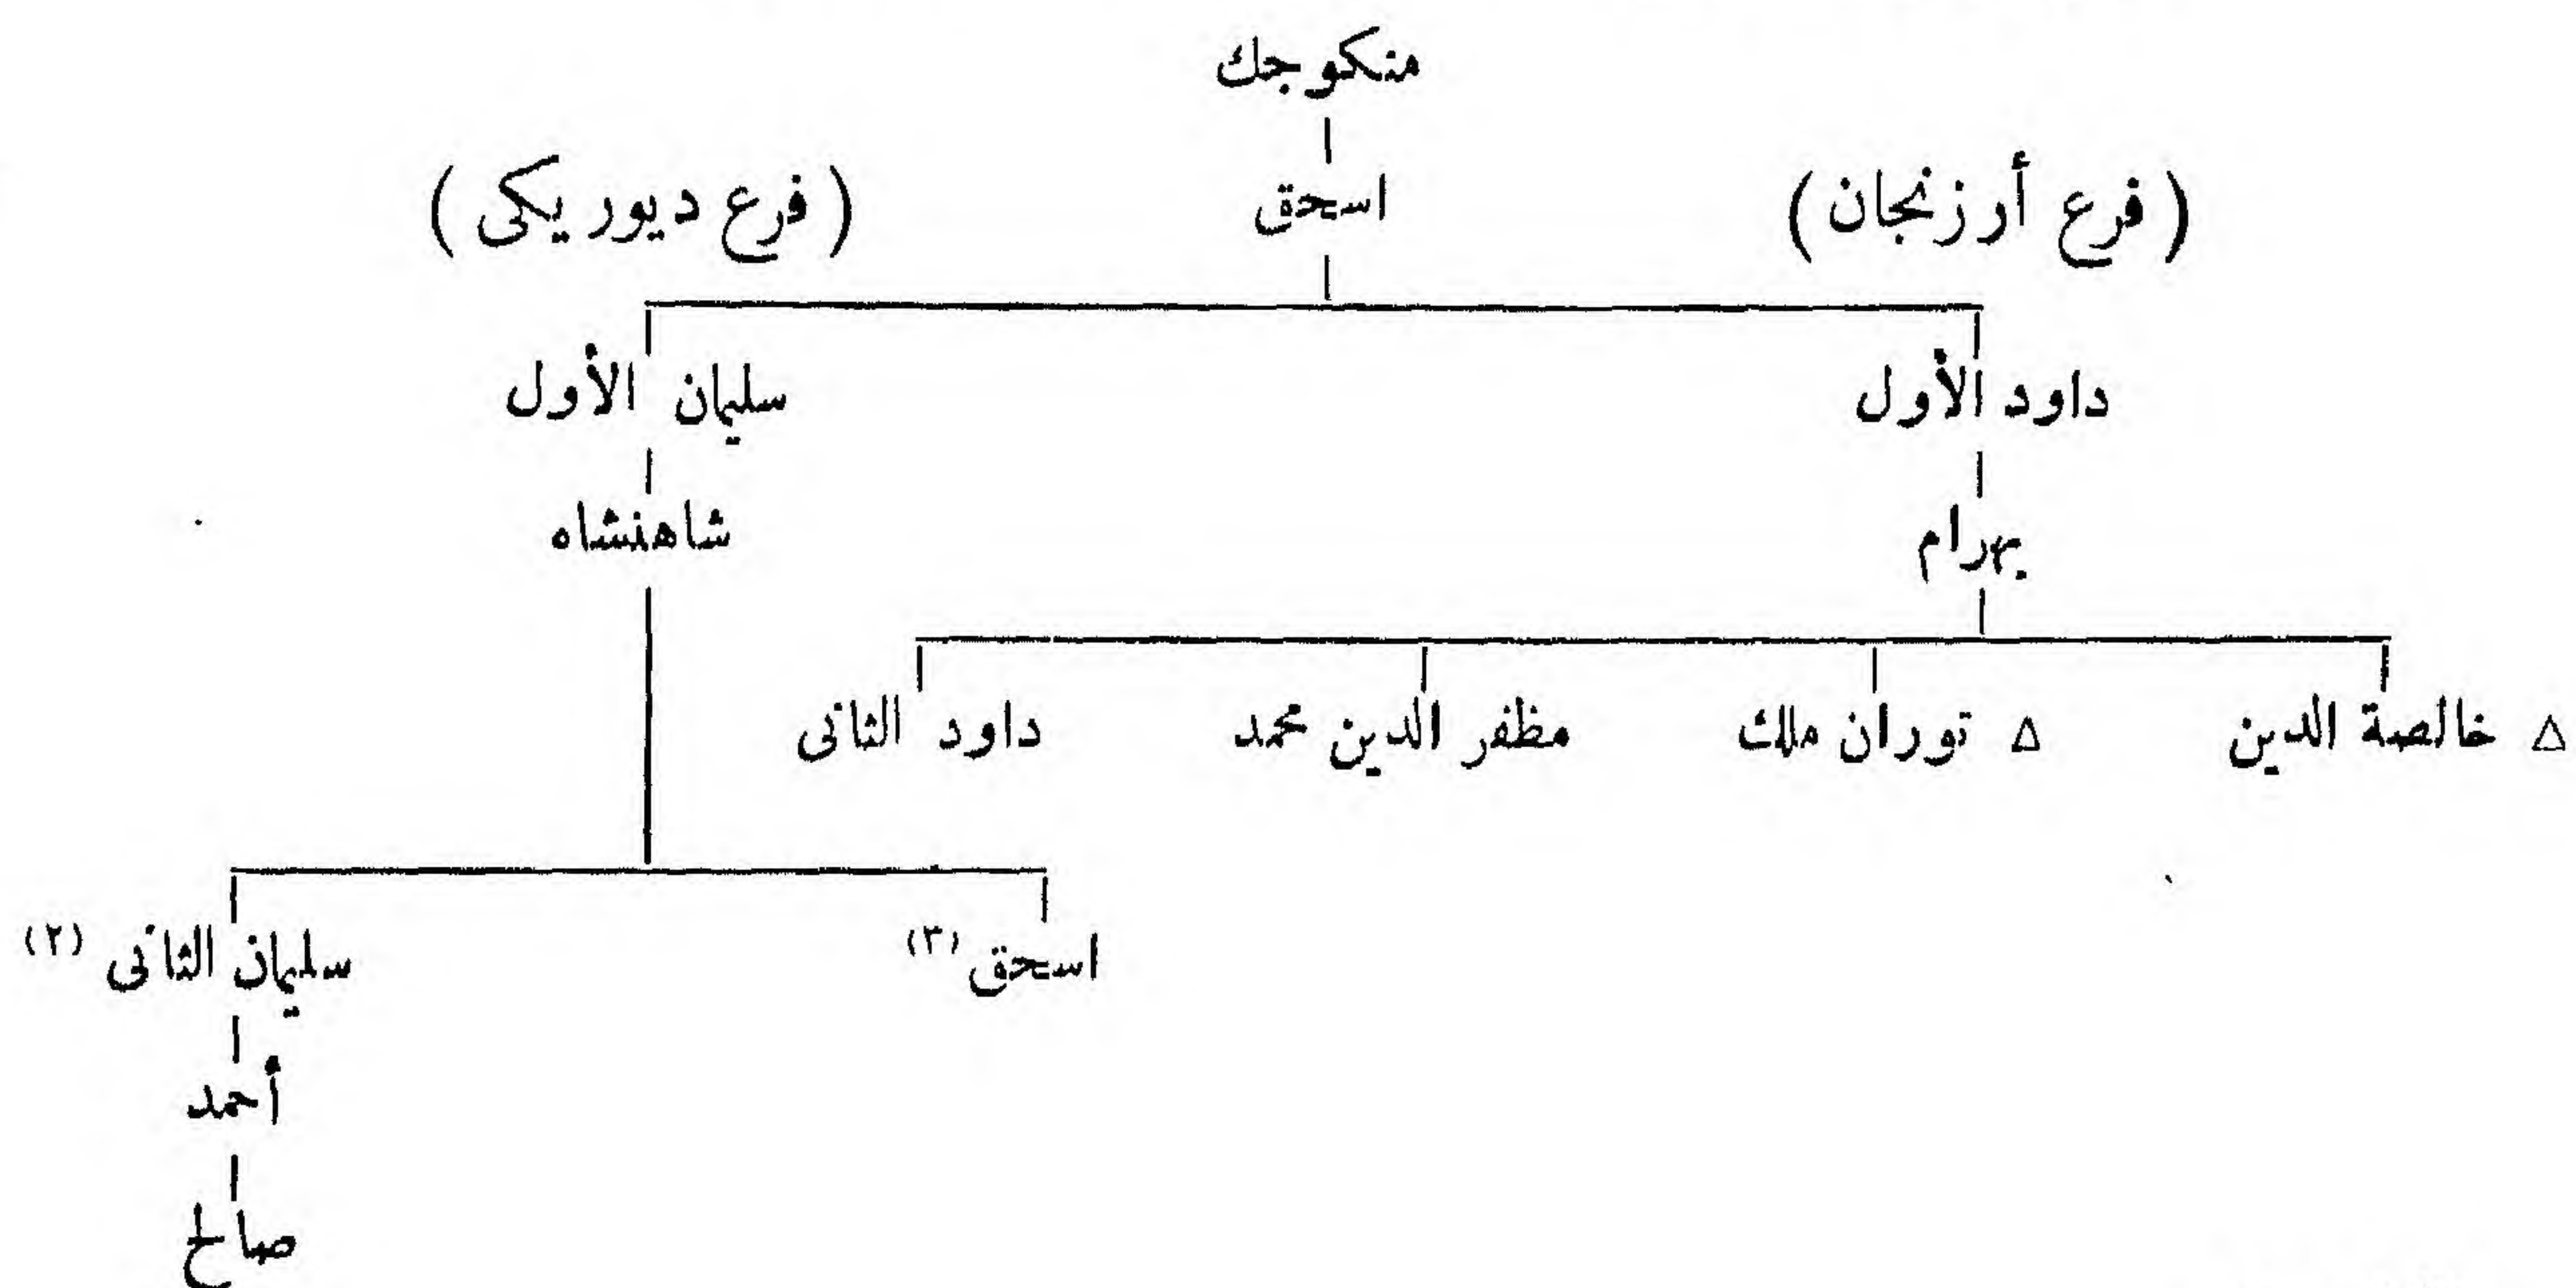 منكوجك
اسحق
( فرع أرزنجان ) ( فرع ديوريكى )
داود الأول سليمان الأول
بهرام شاهنشاه
△ خالصة الدين △ توران ملك مظفر الدين محمد داود الثانى
اسحق (٣) سليمان الثانى (٢)
أحمد
صالح